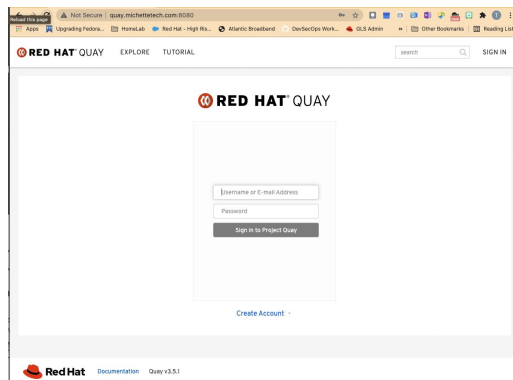 Reload this page
Not Secure | quay.michettetech.com:8080
Apps Upgrading Fedora... HomeLab Red Hat - High Ris... Atlantic Broadband DevSecOps Work... GLS Admin » Other Bookmarks Reading List
RED HAT® QUAY EXPLORE TUTORIAL search SIGN IN
RED HAT® QUAY
Username or E-mail Address
Password
Sign in to Project Quay
Create Account
Red Hat Documentation Quay v3.5.1